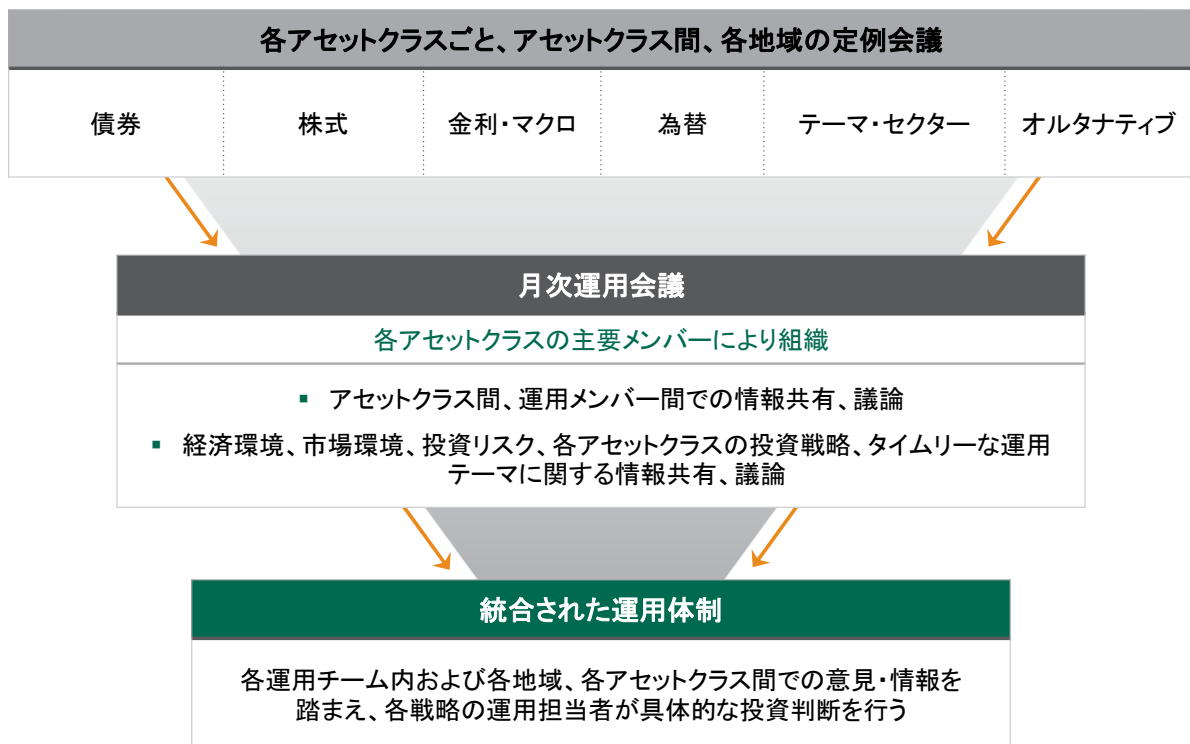 各アセットクラスごと、アセットクラス間、各地域の定例会議
債券
株式
金利・マクロ
為替
テーマ・セクター
オルタナティブ
月次運用会議
各アセットクラスの主要メンバーにより組織
▪ アセットクラス間、運用メンバー間での情報共有、議論
▪ 経済環境、市場環境、投資リスク、各アセットクラスの投資戦略、タイムリーな運用
テーマに関する情報共有、議論
統合された運用体制
各運用チーム内および各地域、各アセットクラス間での意見・情報を
踏まえ、各戦略の運用担当者が具体的な投資判断を行う